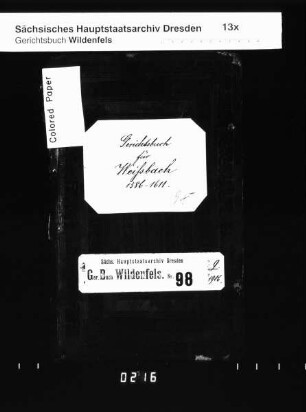 Sächsisches Hauptstaatsarchiv Dresden 13x
Gerichtsbuch Wildenfels
Colored Paper
Gerichtsbuch
für
Weißbach
1586-1611.
Sächs. Hauptstaatsarchiv Dresden
Ger. Buch Wildenfels. Nr. 98
0216